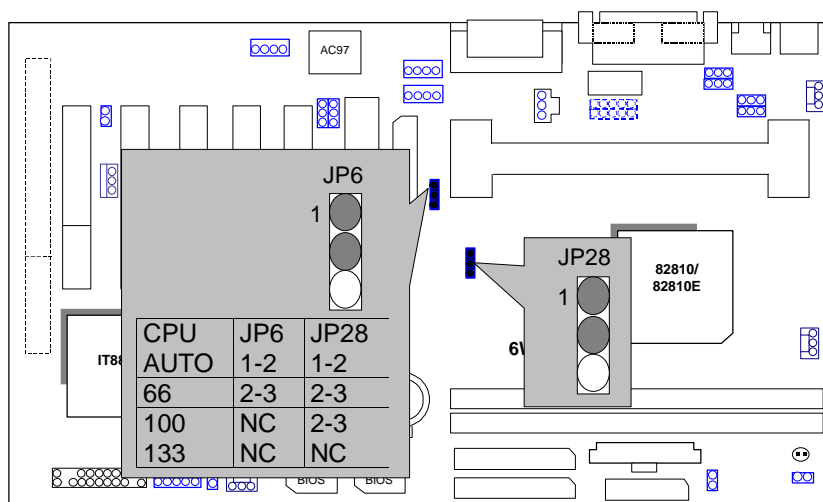 AC97
JP6
1
JP28
1
82810/
82810E
CPU JP6 JP28
AUTO 1-2 1-2
66 2-3 2-3
100 NC 2-3
133 NC NC
BIOS BIOS